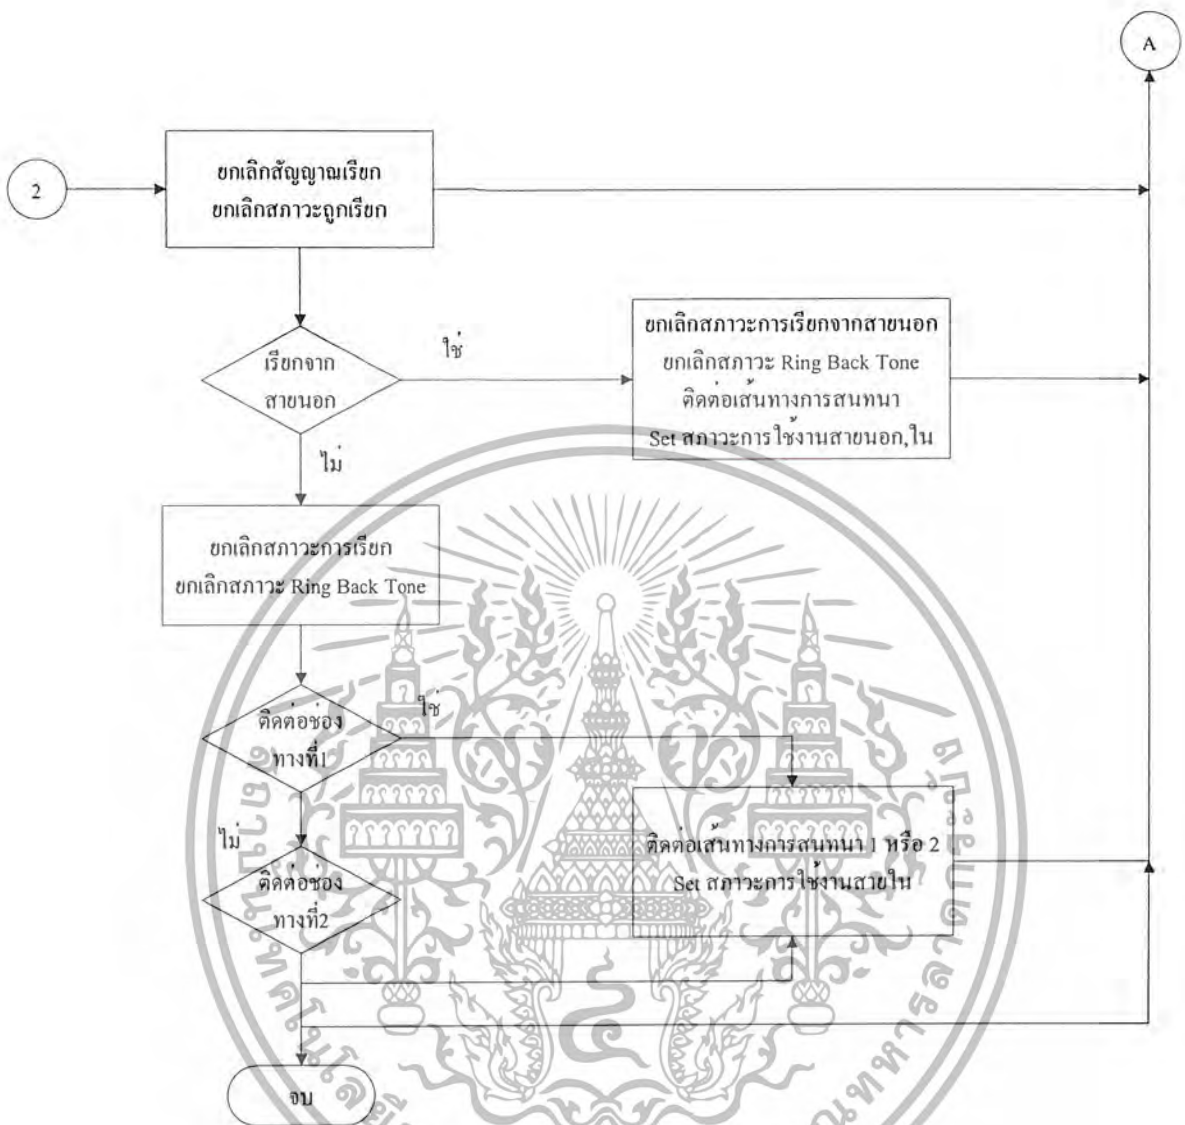 A
2
ยกเลิกสัญญาณเรียก
ยกเลิกสภาวะถูกเรียก
เรียกจาก
สายนอก
ใช่
ยกเลิกสภาวะการเรียกจากสายนอก
ยกเลิกสภาวะ Ring Back Tone
ติดต่อเส้นทางการสนทนา
Set สภาวะการใช้งานสายนอก,ใน
ไม่
ยกเลิกสภาวะการเรียก
ยกเลิกสภาวะ Ring Back Tone
ติดต่อช่อง
ทางที่1
ใช่
ไม่
ติดต่อช่อง
ทางที่2
ติดต่อเส้นทางการสนทนา 1 หรือ 2
Set สภาวะการใช้งานสายใน
จบ